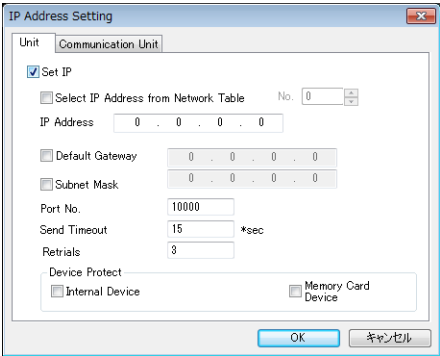 IP Address Setting
Unit
Communication Unit
Set IP
Select IP Address from Network Table
No. 0
IP Address 0 . 0 . 0 . 0
Default Gateway 0 . 0 . 0 . 0
Subnet Mask 0 . 0 . 0 . 0
Port No. 10000
Send Timeout 15 *sec
Retrials 3
Device Protect
Internal Device
Memory Card
Device
OK
キャンセル